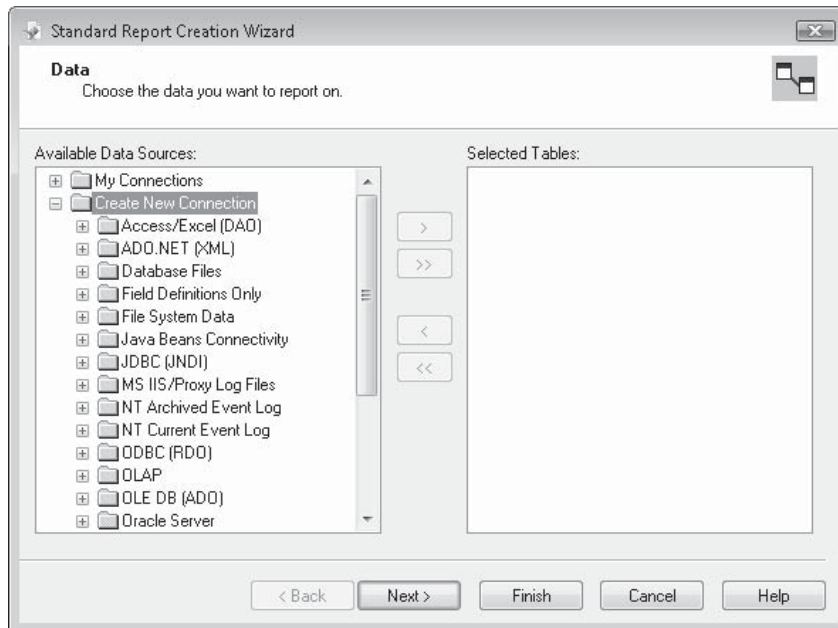 Standard Report Creation Wizard
Data
Choose the data you want to report on.
Available Data Sources:
My Connections
Create New Connection
Access/Excel (DAO)
ADO.NET (XML)
Database Files
Field Definitions Only
File System Data
Java Beans Connectivity
JDBC (JNDI)
MS IIS/Proxy Log Files
NT Archived Event Log
NT Current Event Log
ODBC (RDO)
OLAP
OLE DB (ADO)
Oracle Server
>
>>
<
<<
Selected Tables:
< Back Next > Finish Cancel Help